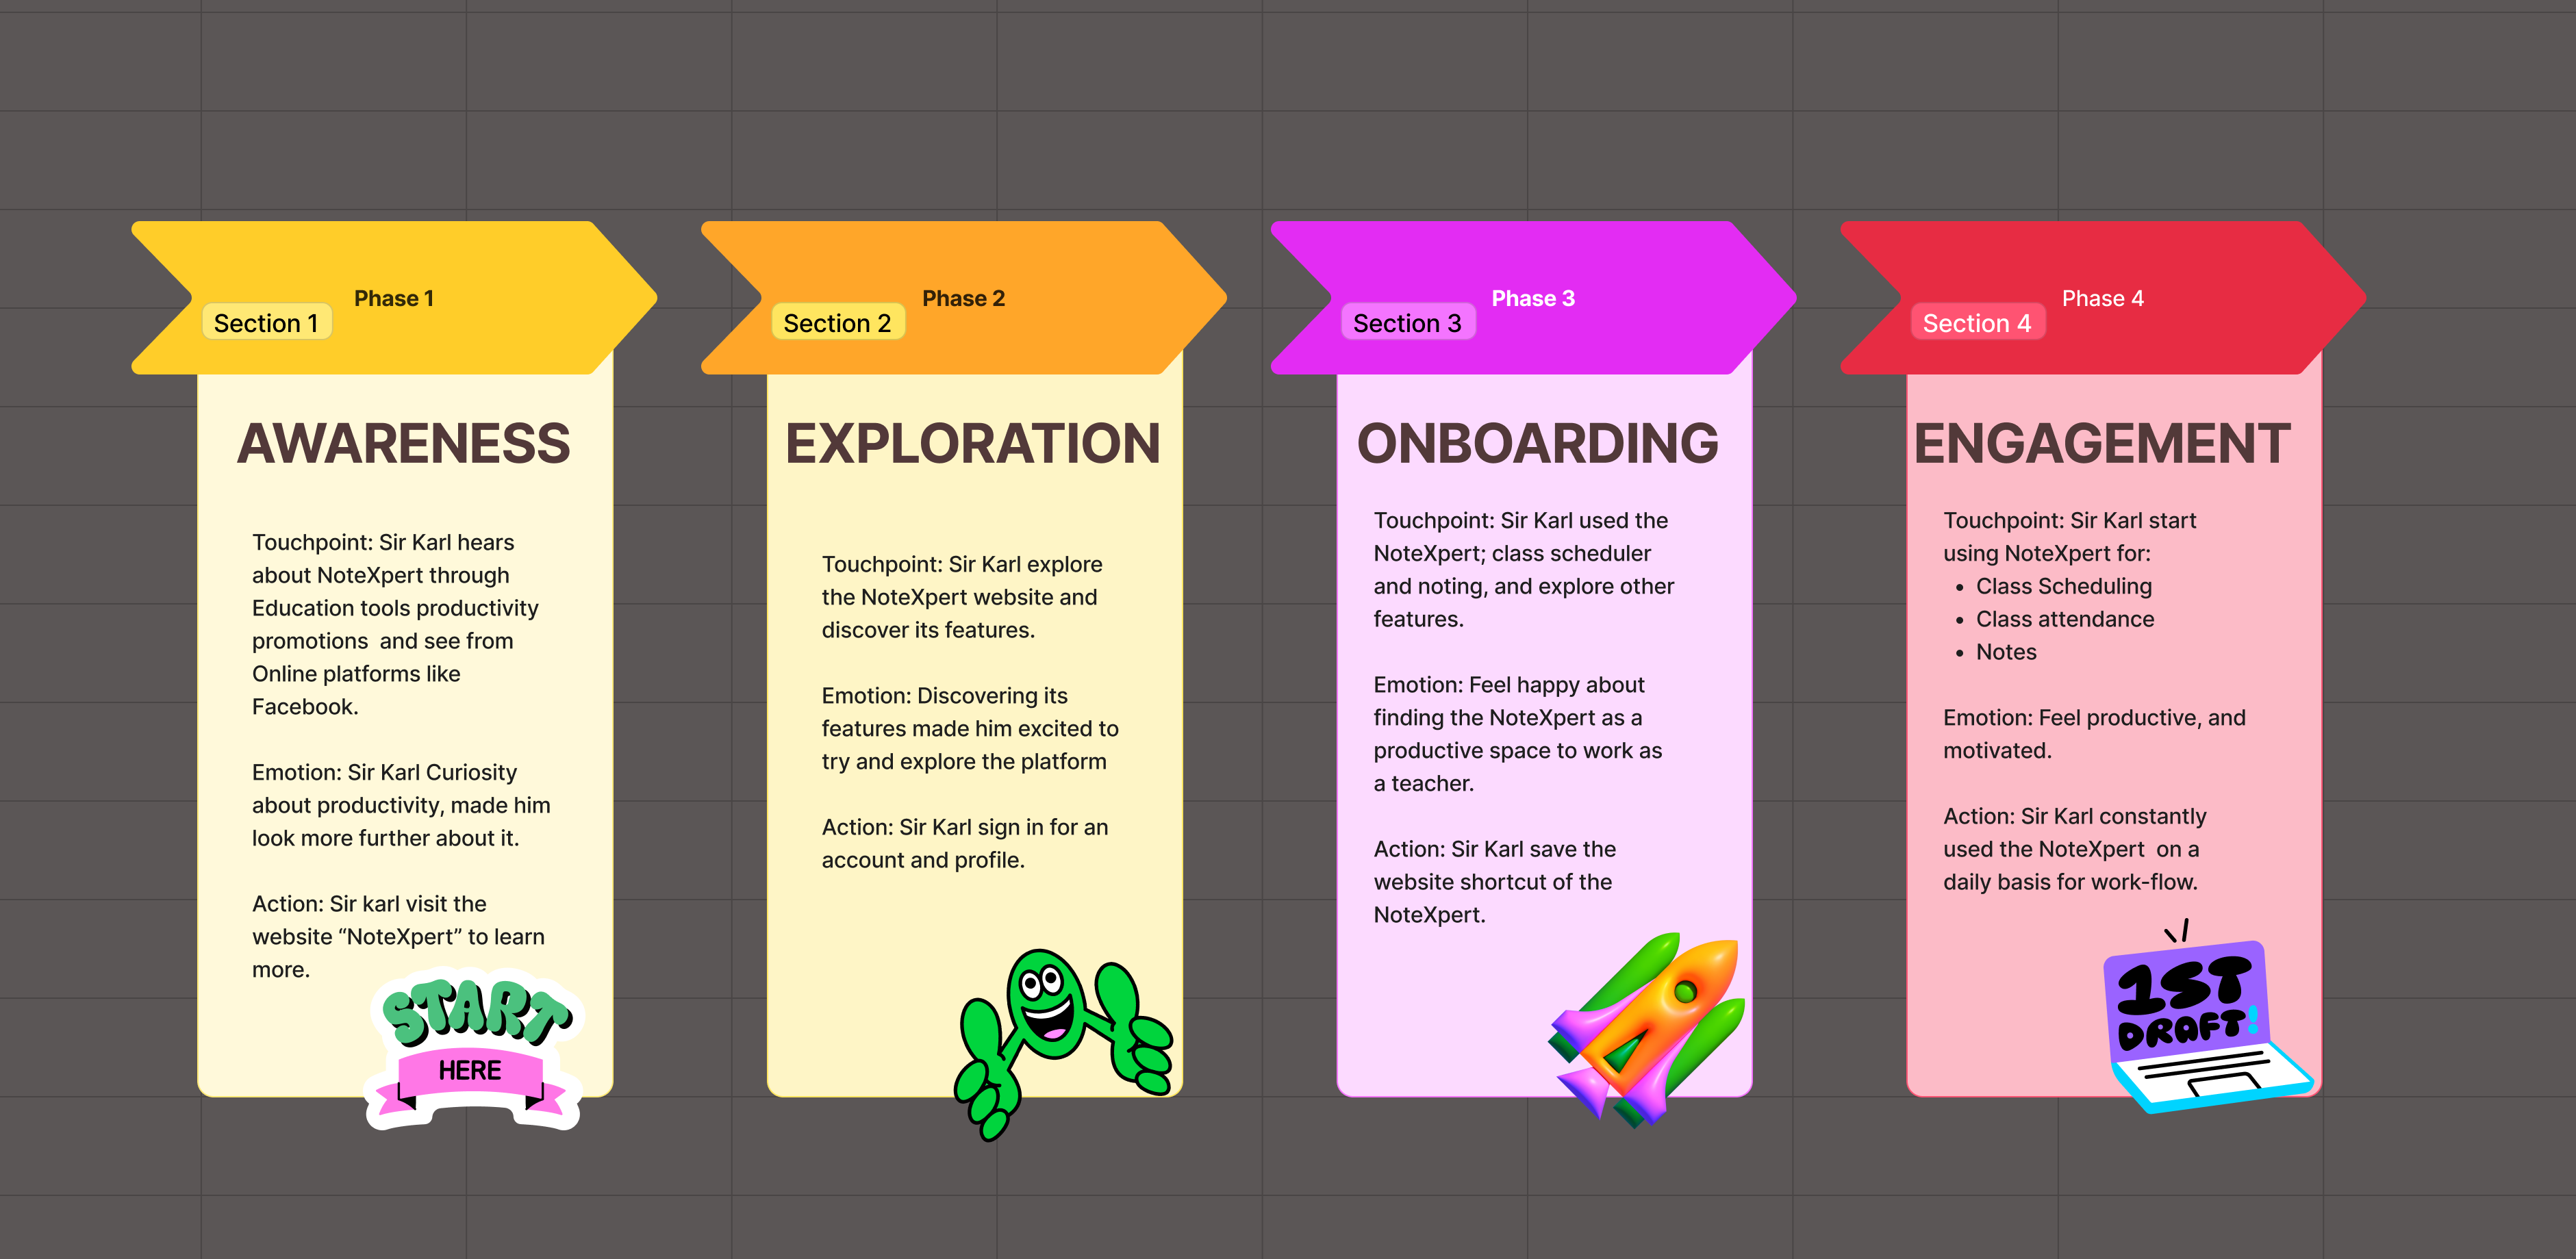 Phase 1
Section 1
AWARENESS
Touchpoint: Sir Karl hears
about NoteXpert through
Education tools productivity
promotions  and see from
Online platforms like
Facebook.
Emotion: Sir Karl Curiosity
about productivity, made him
look more further about it.
Action: Sir karl visit the
website “NoteXpert” to learn
more.
START
HERE
Phase 2
Section 2
EXPLORATION
Touchpoint: Sir Karl explore
the NoteXpert website and
discover its features.
Emotion: Discovering its
features made him excited to
try and explore the platform
Action: Sir Karl sign in for an
account and profile.
Phase 3
Section 3
ONBOARDING
Touchpoint: Sir Karl used the
NoteXpert; class scheduler
and noting, and explore other
features.
Emotion: Feel happy about
finding the NoteXpert as a
productive space to work as
a teacher.
Action: Sir Karl save the
website shortcut of the
NoteXpert.
Phase 4
Section 4
ENGAGEMENT
Touchpoint: Sir Karl start
using NoteXpert for:
• Class Scheduling
• Class attendance
• Notes
Emotion: Feel productive, and
motivated.
Action: Sir Karl constantly
used the NoteXpert  on a
daily basis for work-flow.
1ST
DRAFT!